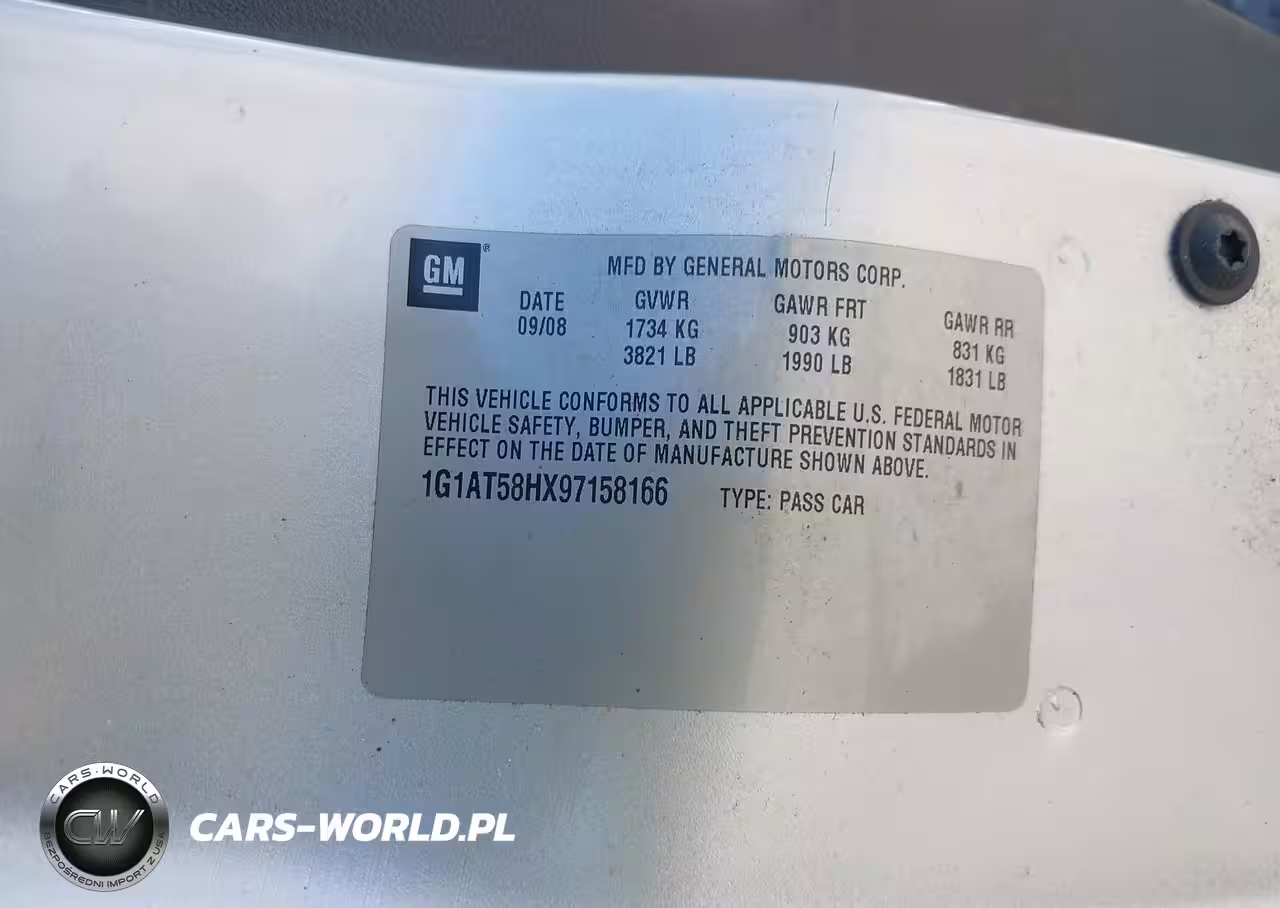 GM ®
MFD BY GENERAL MOTORS CORP.
DATE GVWR GAWR FRT GAWR RR
09/08 1734 KG 903 KG 831 KG
3821 LB 1990 LB 1831 LB
THIS VEHICLE CONFORMS TO ALL APPLICABLE U.S. FEDERAL MOTOR
VEHICLE SAFETY, BUMPER, AND THEFT PREVENTION STANDARDS IN
EFFECT ON THE DATE OF MANUFACTURE SHOWN ABOVE.
1G1AT58HX97158166 TYPE: PASS CAR
CARS-WORLD
CW
BEZPOŚREDNI IMPORT Z USA
CARS-WORLD.PL